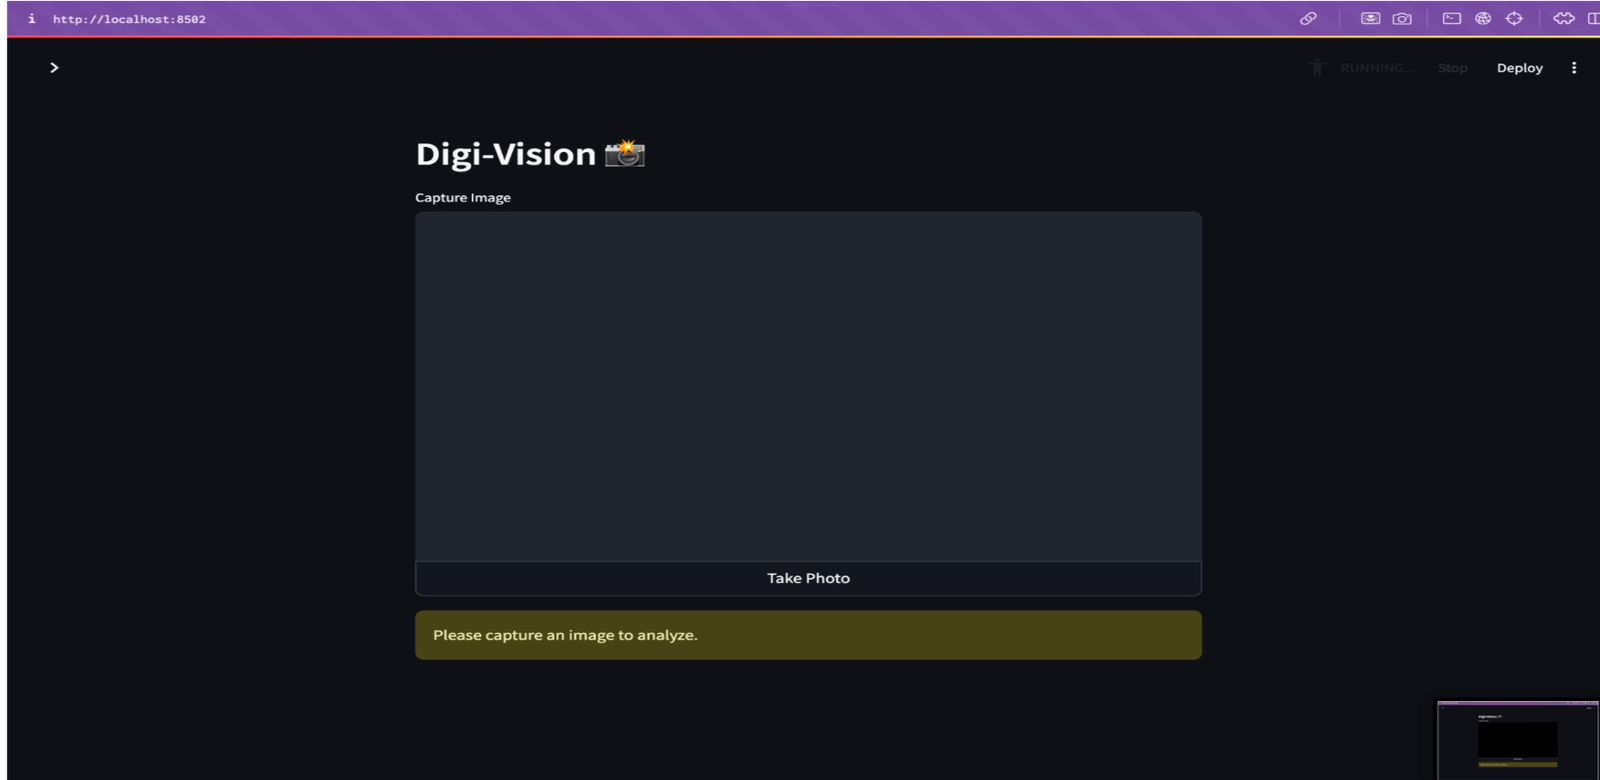 i http://localhost:8502
RUNNING... Stop Deploy
Digi-Vision
Capture Image
Take Photo
Please capture an image to analyze.